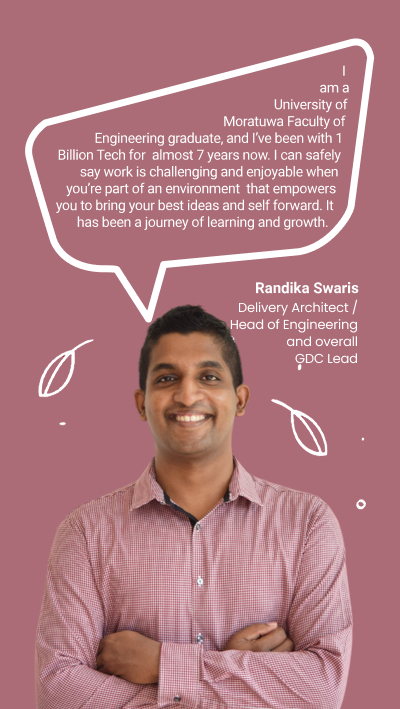 I
am a
University of
Moratuwa Faculty of
Engineering graduate, and I've been with 1
Billion Tech for almost 7 years now. I can safely
say work is challenging and enjoyable when
you're part of an environment that empowers
you to bring your best ideas and self forward. It
has been a journey of learning and growth.
Randika Swaris
Delivery Architect /
Head of Engineering
and overall
GDC Lead